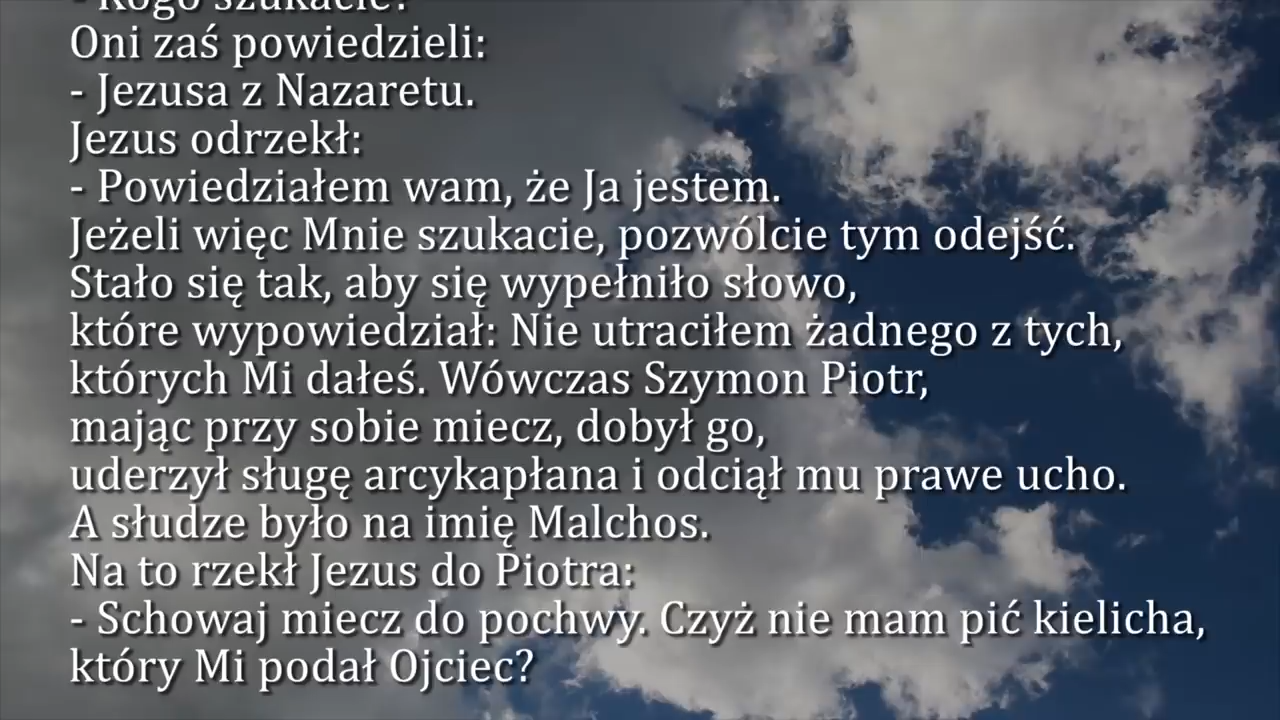 - Kogo szukacie?
Oni zaś powiedzieli:
- Jezusa z Nazaretu.
Jezus odrzekł:
- Powiedziałem wam, że Ja jestem.
Jeżeli więc Mnie szukacie, pozwólcie tym odejść.
Stało się tak, aby się wypełniło słowo,
które wypowiedział: Nie utraciłem żadnego z tych,
których Mi dałeś. Wówczas Szymon Piotr,
mając przy sobie miecz, dobył go,
uderzył sługę arcykapłana i odciął mu prawe ucho.
A słudze było na imię Malchos.
Na to rzekł Jezus do Piotra:
- Schowaj miecz do pochwy. Czyż nie mam pić kielicha,
który Mi podał Ojciec?